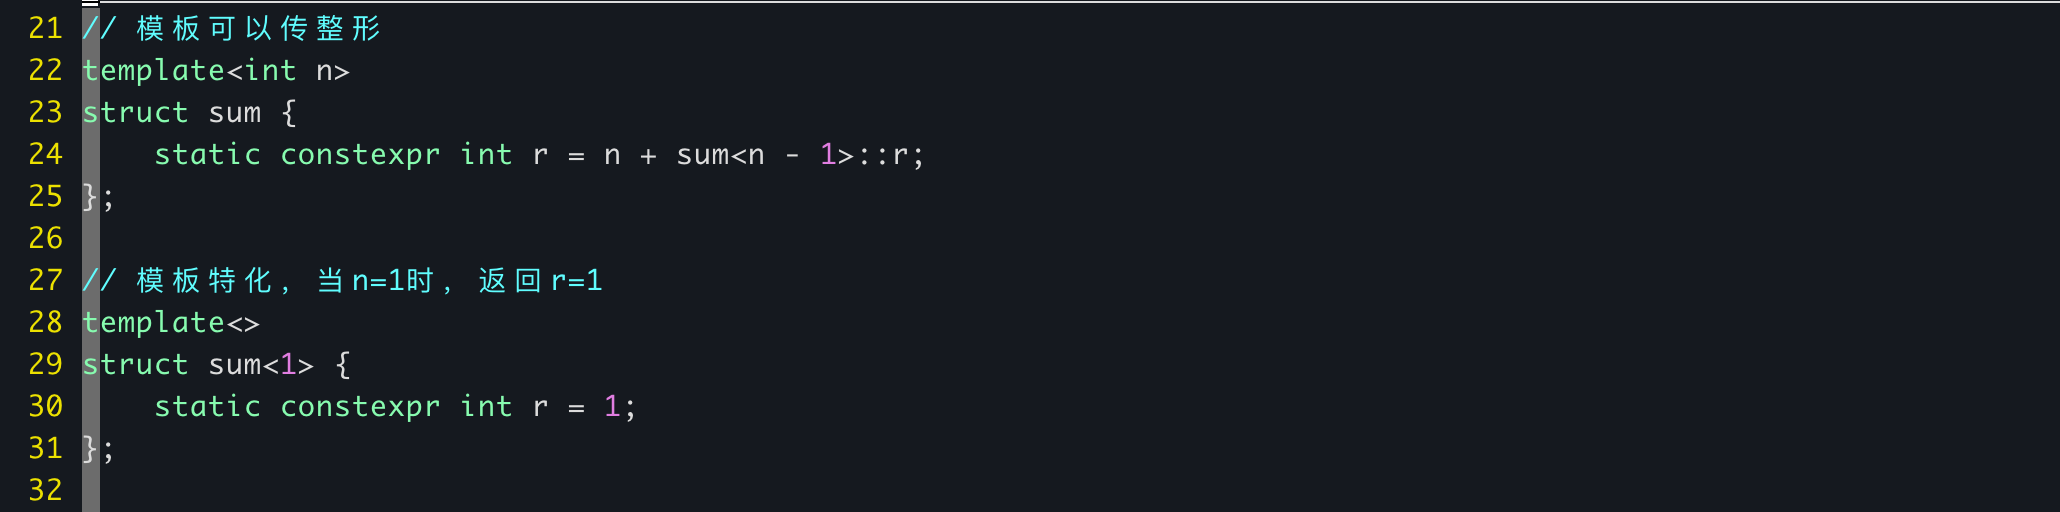 21 // 模板可以传整形
22 template<int n>
23 struct sum {
24     static constexpr int r = n + sum<n - 1>::r;
25 };
26
27 // 模板特化，当n=1时，返回r=1
28 template<>
29 struct sum<1> {
30     static constexpr int r = 1;
31 };
32